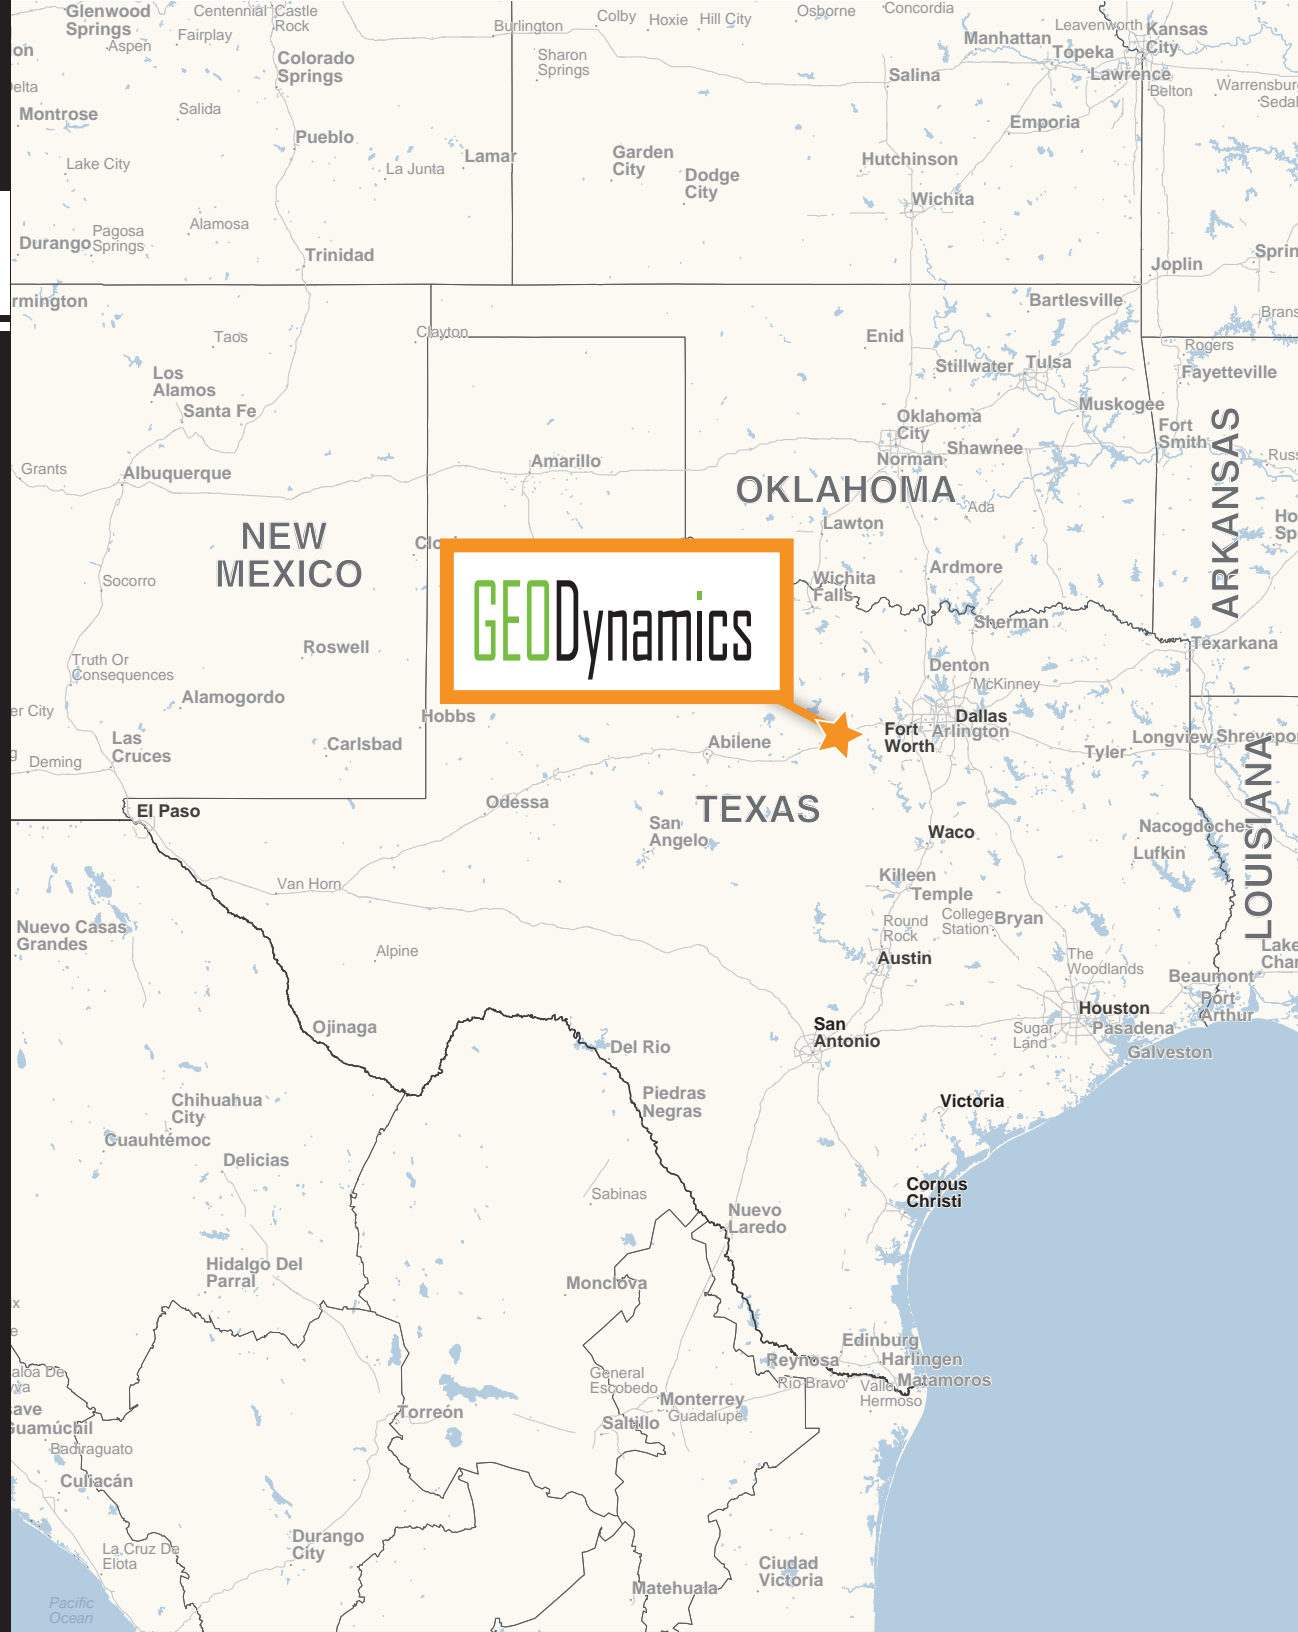 Glenwood
Springs
Aspen
Centennial
Castle
Rock
Fairplay
Colorado
Springs
Burlington
Colby
Hoxie
Hill City
Osborne
Concordia
Sharon
Springs
Manhattan
Leavenworth
Kansas
City
Topeka
Lawrence
Salina
Belton
Montrose
Salida
Pueblo
Emporia
Lake City
La Junta
Lamar
Garden
City
Dodge
City
Hutchinson
Wichita
Durango
Pagosa
Springs
Alamosa
Trinidad
Joplin
Bartlesville
Taos
Clayton
Enid
Stillwater
Tulsa
Rogers
Fayetteville
Los
Alamos
Santa Fe
Muskogee
Oklahoma
City
Fort
Smith
Shawnee
Norman
Grants
Albuquerque
Amarillo
OKLAHOMA
ARKANSAS
Ada
Lawton
NEW
MEXICO
Socorro
Wichita
Falls
Ardmore
GEODynamics
Sherman
Texarkana
Roswell
Truth Or
Consequences
Alamogordo
Denton
McKinney
Hobbs
Dallas
Fort
Worth
Arlington
Las
Cruces
Deming
Carlsbad
Abilene
Longview
Tyler
LOUISIANA
El Paso
Odessa
TEXAS
San
Angelo
Waco
Nacogdoches
Lufkin
Van Horn
Killeen
Temple
Nuevo Casas
Grandes
Round
Rock
College
Station
Bryan
Alpine
Austin
The
Woodlands
Beaumont
Port
Arthur
Ojinaga
San
Antonio
Houston
Sugar
Land
Pasadena
Galveston
Del Rio
Chihuahua
City
Piedras
Negras
Victoria
Cuauhtémoc
Delicias
Corpus
Christi
Sabinas
Nuevo
Laredo
Hidalgo Del
Parral
Monclova
Edinburg
Reynosa
Harlingen
Rio Bravo
Valle
Hermoso
Matamoros
General
Escobedo
Monterrey
Guadalupe
Torreón
Saltillo
Guamúchil
Badiraguato
Culiacán
Durango
City
La Cruz De
Elota
Ciudad
Victoria
Matehuala
Pacific
Ocean